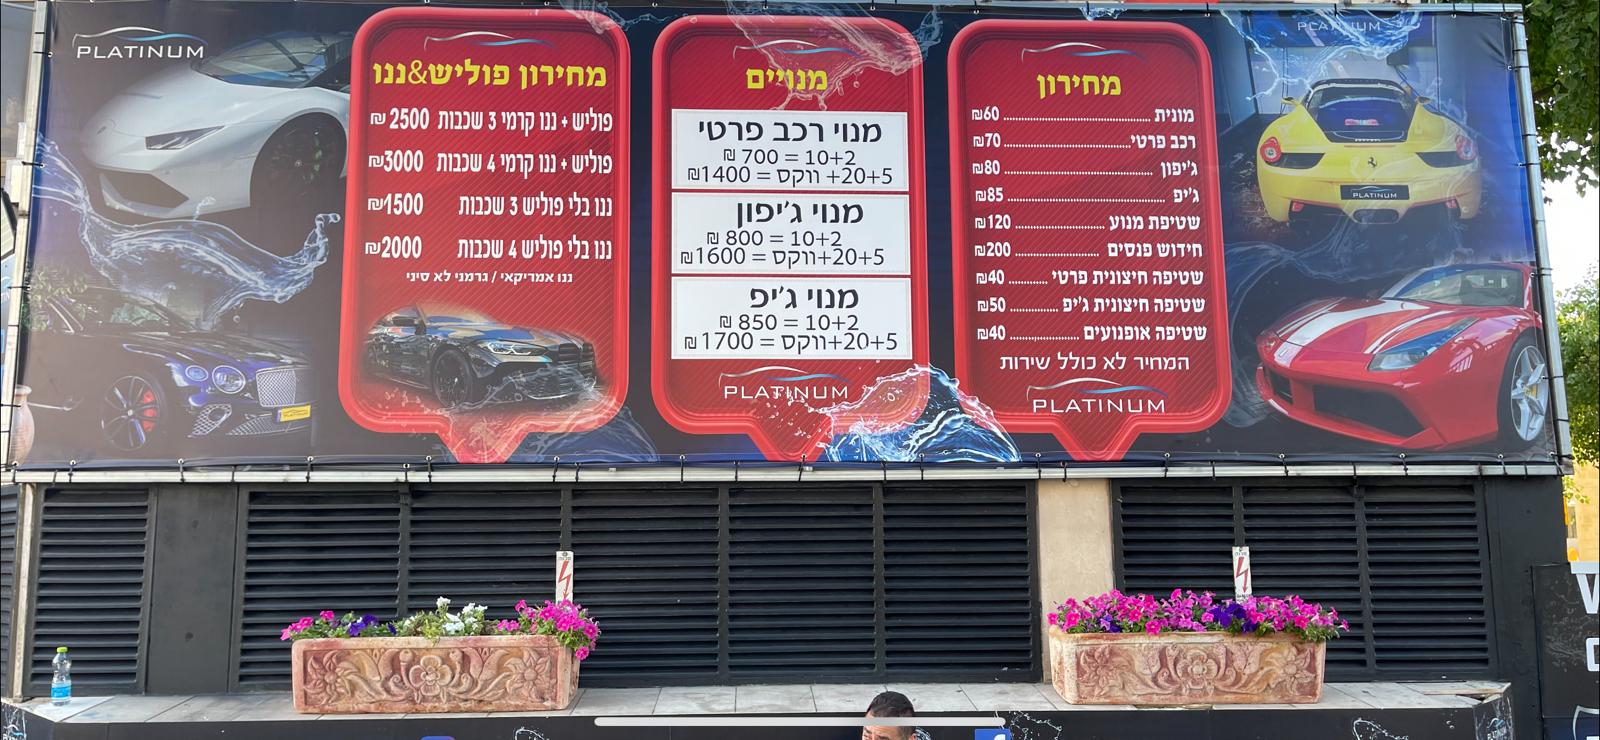 PLATINUM
מחירון
מונית ........................ ₪60
רכב פרטי........................ ₪70
ג׳יפון ........................ ₪80
ג׳יפ ........................ ₪85
שטיפת מנוע ........................ ₪120
חידוש פנסים ........................ ₪200
שטיפה חיצונית פרטי ........... ₪40
שטיפה חיצונית ג׳יפ ........... ₪50
שטיפה אופנועים .................. ₪40
המחיר לא כולל שירות
PLATINUM
PLATINUM
מנויים
מנוי רכב פרטי
10+2 = 700 ₪
20+5+ ווקס = 1400₪
מנוי ג׳יפון
10+2 = 800 ₪
20+5+ווקס = 1600₪
מנוי ג׳יפ
10+2 = 850 ₪
20+5+ווקס = 1700₪
PLATINUM
מחירון פוליש&ננו
פוליש + ננו קרמי 3 שכבות 2500 ₪
פוליש + ננו קרמי 4 שכבות 3000₪
ננו בלי פוליש 3 שכבות 1500₪
ננו בלי פוליש 4 שכבות 2000₪
ננו אמריקאי / גרמני לא סיני
PLATINUM